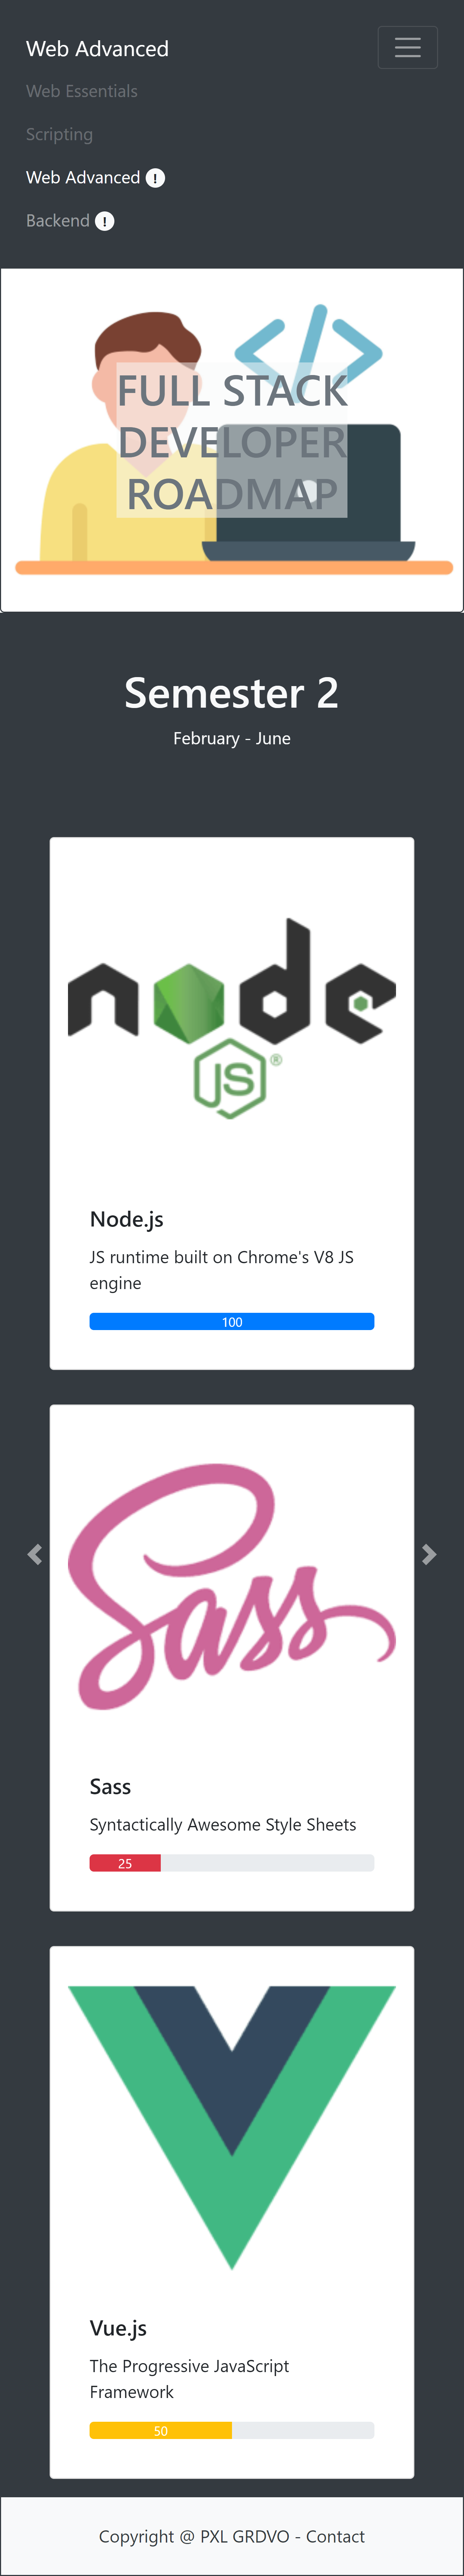 Web Advanced
Web Essentials
Scripting
Web Advanced !
Backend !
FULL STACK
DEVELOPER
ROADMAP
Semester 2
February - June
node
JS ®
Node.js
JS runtime built on Chrome's V8 JS
engine
100
Sass
Sass
Syntactically Awesome Style Sheets
25
Vue.js
The Progressive JavaScript
Framework
50
Copyright @ PXL GRDVO - Contact